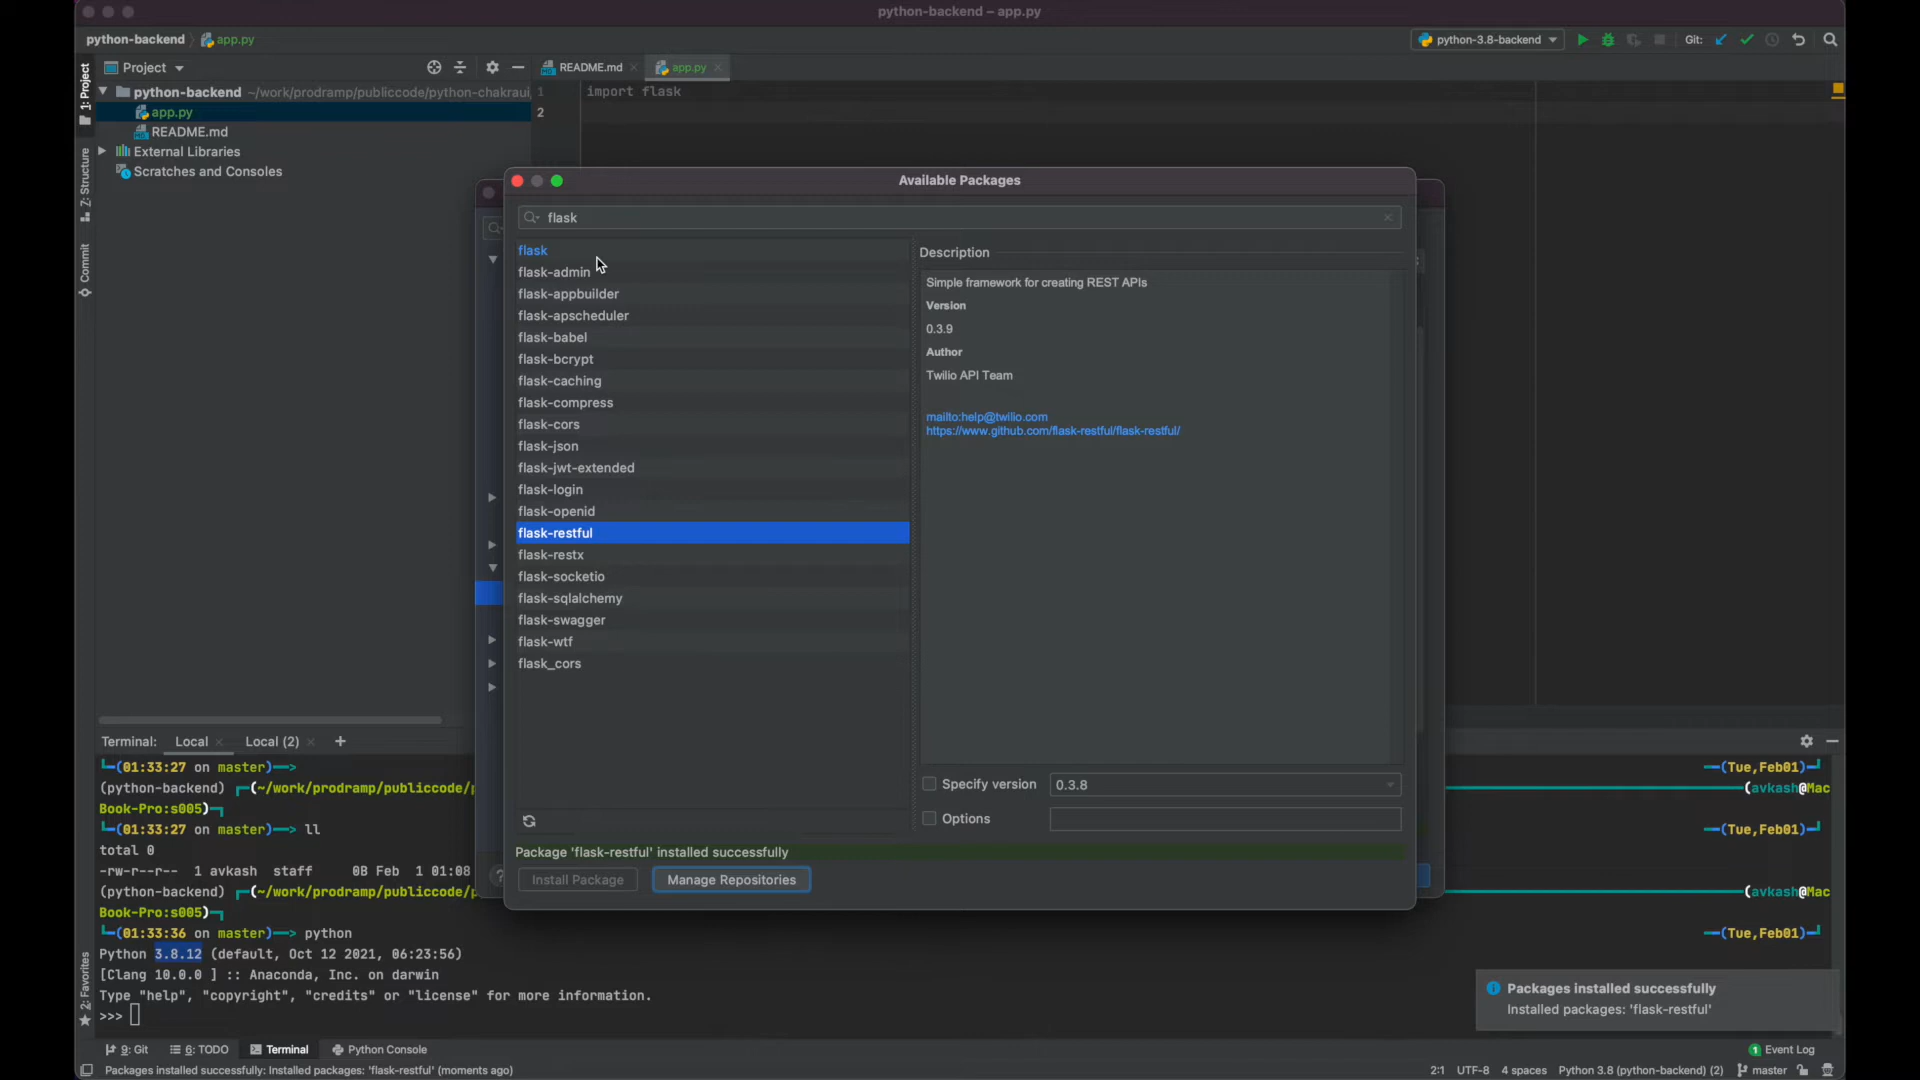 python-backend – app.py
python-backend
app.py
python-3.8-backend
Git:
1: Project
Z: Structure
Commit
2: Favorites
Project
README.md
app.py
python-backend ~/work/prodramp/publiccode/python-chakraui
app.py
README.md
External Libraries
Scratches and Consoles
1 import flask
2
Available Packages
flask
flask
flask-admin
flask-appbuilder
flask-apscheduler
flask-babel
flask-bcrypt
flask-caching
flask-compress
flask-cors
flask-json
flask-jwt-extended
flask-login
flask-openid
flask-restful
flask-restx
flask-socketio
flask-sqlalchemy
flask-swagger
flask-wtf
flask_cors
Description
Simple framework for creating REST APIs
Version
0.3.9
Author
Twilio API Team
mailto:help@twilio.com
https://www.github.com/flask-restful/flask-restful/
Specify version 0.3.8
Options
Package 'flask-restful' installed successfully
Install Package
Manage Repositories
Terminal: Local Local (2) +
(01:33:27 on master)──> (Tue,Feb01)
(python-backend) (~/work/prodramp/publiccode/p (avkash@Mac
Book-Pro:s005)
(01:33:27 on master)──> ll (Tue,Feb01)
total 0
-rw-r--r-- 1 avkash staff 0B Feb 1 01:08
(python-backend) (~/work/prodramp/publiccode/p (avkash@Mac
Book-Pro:s005)
(01:33:36 on master)──> python (Tue,Feb01)
Python 3.8.12 (default, Oct 12 2021, 06:23:56)
[Clang 10.0.0 ] :: Anaconda, Inc. on darwin
Type "help", "copyright", "credits" or "license" for more information.
>>>
Packages installed successfully
Installed packages: 'flask-restful'
9: Git
6: TODO
Terminal
Python Console
1 Event Log
Packages installed successfully: Installed packages: 'flask-restful' (moments ago)
2:1 UTF-8 4 spaces Python 3.8 (python-backend) (2) master